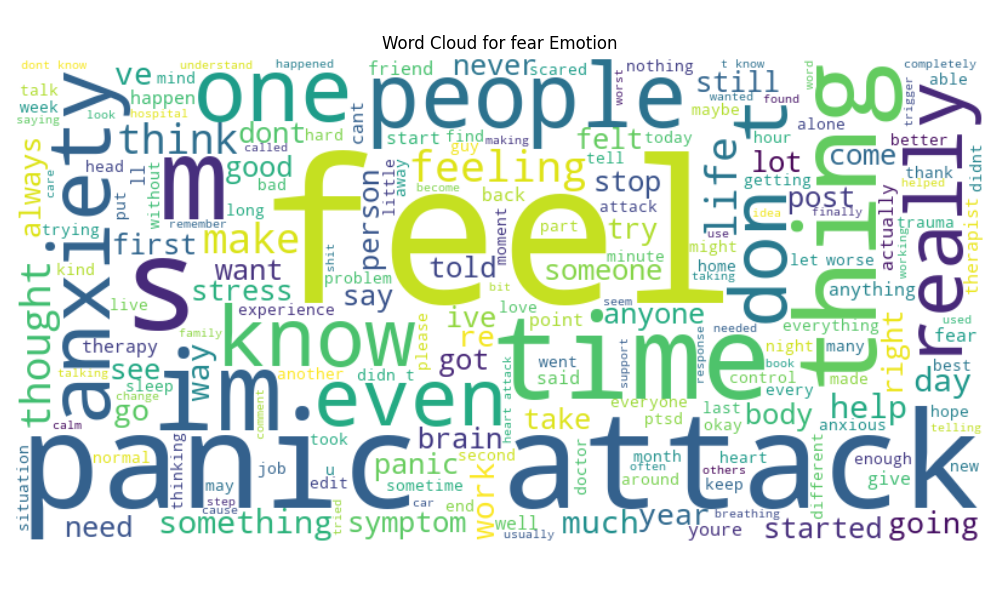 Word Cloud for fear Emotion
dont know
understand
happened
friend
never
scared
nothing
t know
completely
talk
ve
mind
one
people
worst
still
wanted
found
word
thing
trigger
able
week
happen
saying
look
hospital
think
dont
hard
called
cant
start
find
guy
making
felt
today
maybe
hour
alone
better
really
anxiety
always
care
head
put
ll
without
m
good
bad
long
remember
feel
feeling
tell
back
become
little
away
person
stop
attack
life
don t
lot
getting
come
post
idea
finally
actually
thank
helped
didnt
trauma
therapist
working
trying
first
make
kind
s
want
told
moment
part
try
minute
someone
might
home
use
taking
let
worse
anything
shit
problem
bit
say
stress
live
experience
love
seem
thought
know
ive
re
point
anyone
please
time
needed
everything
right
fear
used
therapy
family
im
way
got
went
said
support
response
night
many
book
best
see
talking
sleep
another
didn t
control
made
every
day
change
go
even
heart attack
take
everyone
ptsd
last
okay
body
help
anxious
hope
telling
calm
comment
panic attack
took
brain
situation
normal
thinking
job
c
panic
second
sometime
edit
work
doctor
month
often
around
heart
others
keep
different
enough
give
new
may
step
cause
car
end
breathing
need
something
tried
symptom
well
usually
much
year
youre
started
going